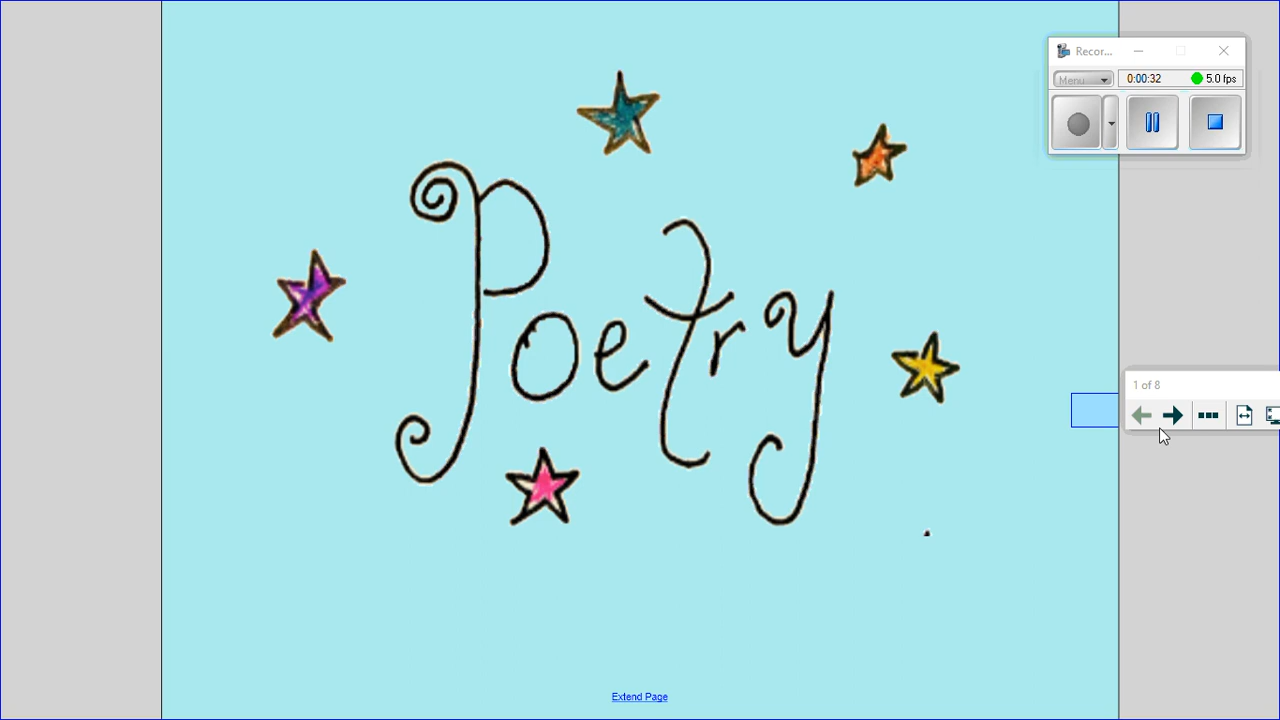 Recor...
Menu
0:00:32
5.0 fps
Poetry
1 of 8
Extend Page